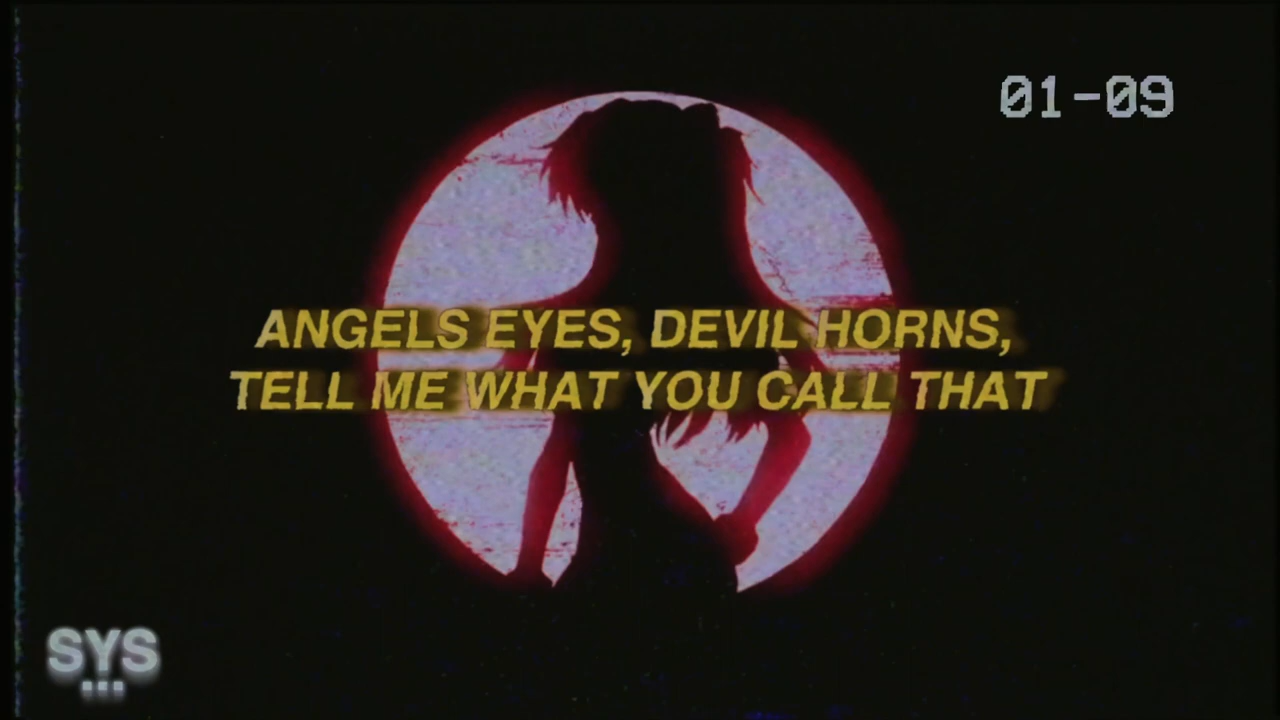 01-09
ANGELS EYES, DEVIL HORNS,
TELL ME WHAT YOU CALL THAT
SYS